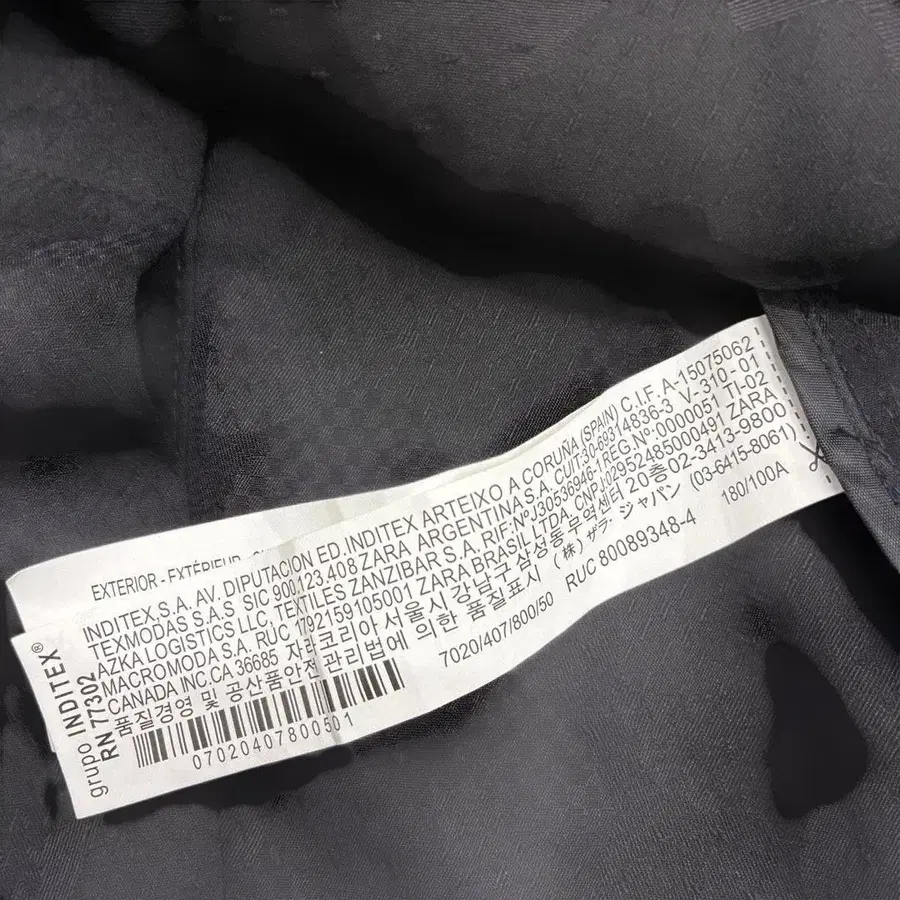 EXTERIOR - EXTÉRIEUR
INDITEX,S.A. AV. DIPUTACION ED. INDITEX ARTEIXO A CORUÑA (SPAIN) C.I.F A-15075062
TEXMODAS S.A.S SIC 900.123.408 ZARA ARGENTINA S.A. CUIT:3069314836-3 V-310-01
AZKA LOGISTICS LLC, TEXTILES ZANZIBAR S.A. RIF: Nº J30536946-1 REG Nº-0000051 TI-02
MACROMODA S.A. RUC 1792159105001 ZARA BRASIL LTDA. CNPJ.02952485000491 ZARA
CANADA INC.CA 36685 자라코리아 서울시 강남구 삼성동 무역센터 20층 02-3413-9800
품질경영 및 공산품안전관리법에 의한 품질표시 (株) ザラ・ジャパン (03-6415-8061)
7020/407/800/50 RUC 80089348-4 180/100A
07020407800501
grupo INDITEX®
RN 77302